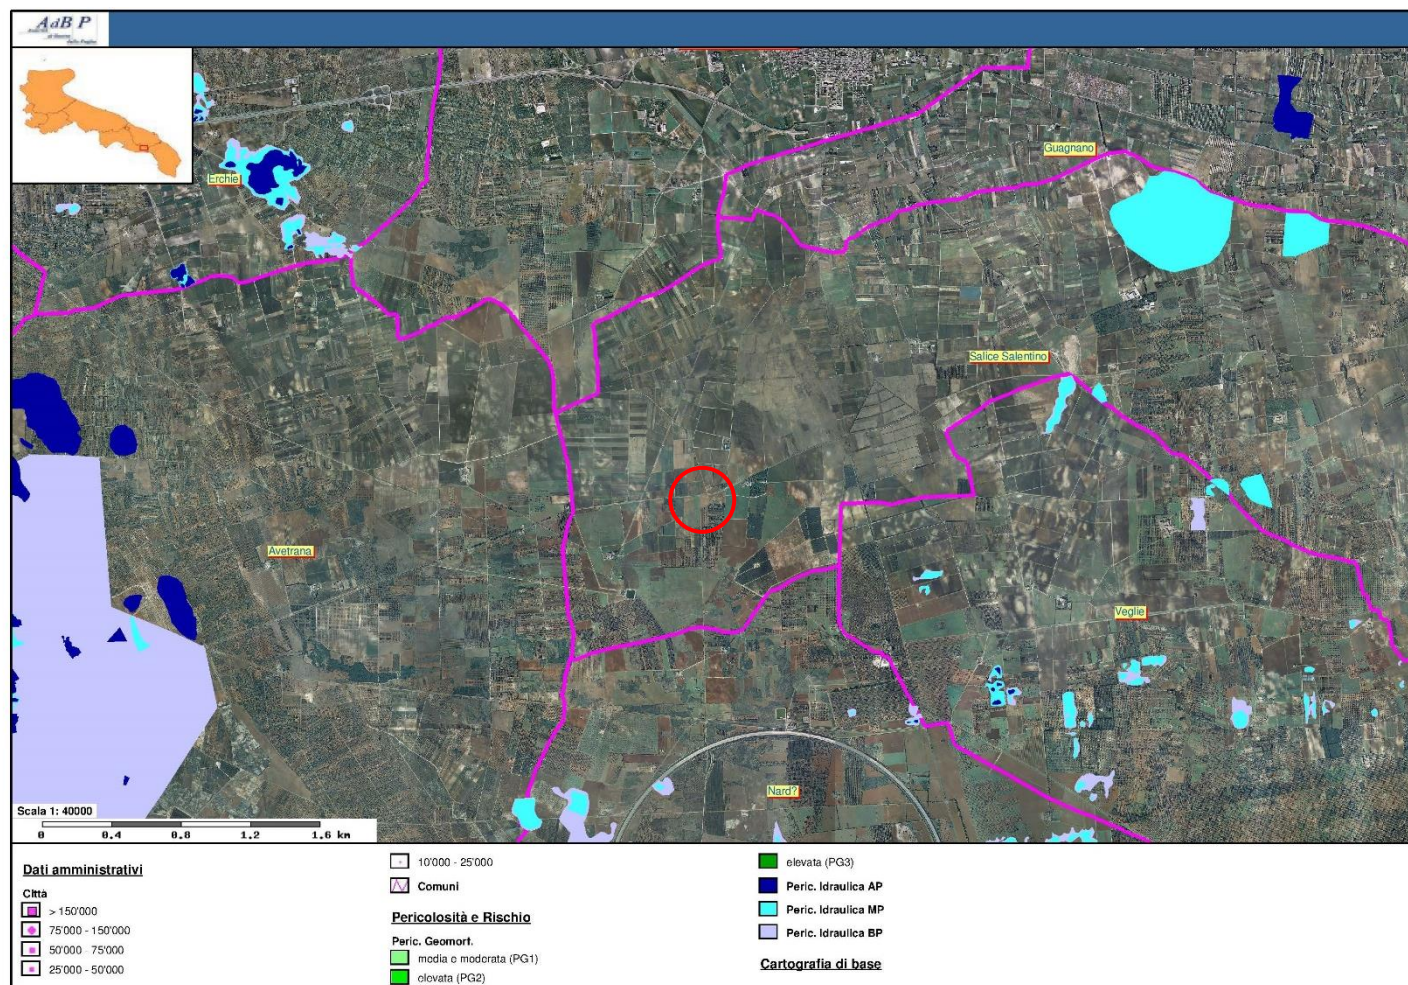 AdB P
Guagnano
Erchie
Salice Salentino
Avetrana
Veglie
Nard?
Scala 1: 40000
0 0.4 0.8 1.2 1.6 km
Dati amministrativi
Città
> 150'000
75'000 - 150'000
50'000 - 75'000
25'000 - 50'000
10'000 - 25'000
Comuni
Pericolosità e Rischio
Peric. Geomorf.
media e moderata (PG1)
elevata (PG2)
elevata (PG3)
Peric. Idraulica AP
Peric. Idraulica MP
Peric. Idraulica BP
Cartografia di base